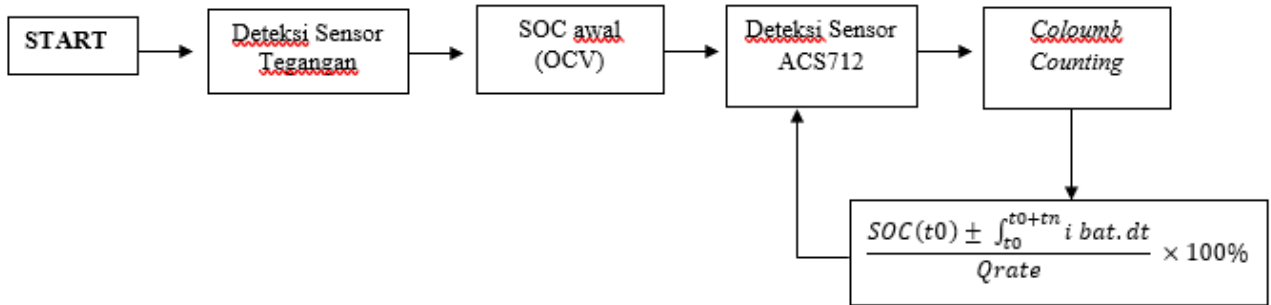 START
Deteksi Sensor
Tegangan
SOC awal
(OCV)
Deteksi Sensor
ACS712
Coloumb
Counting
SOC(t0) ± ∫_{t0}^{t0+tn} i bat.dt
Qrate
× 100%